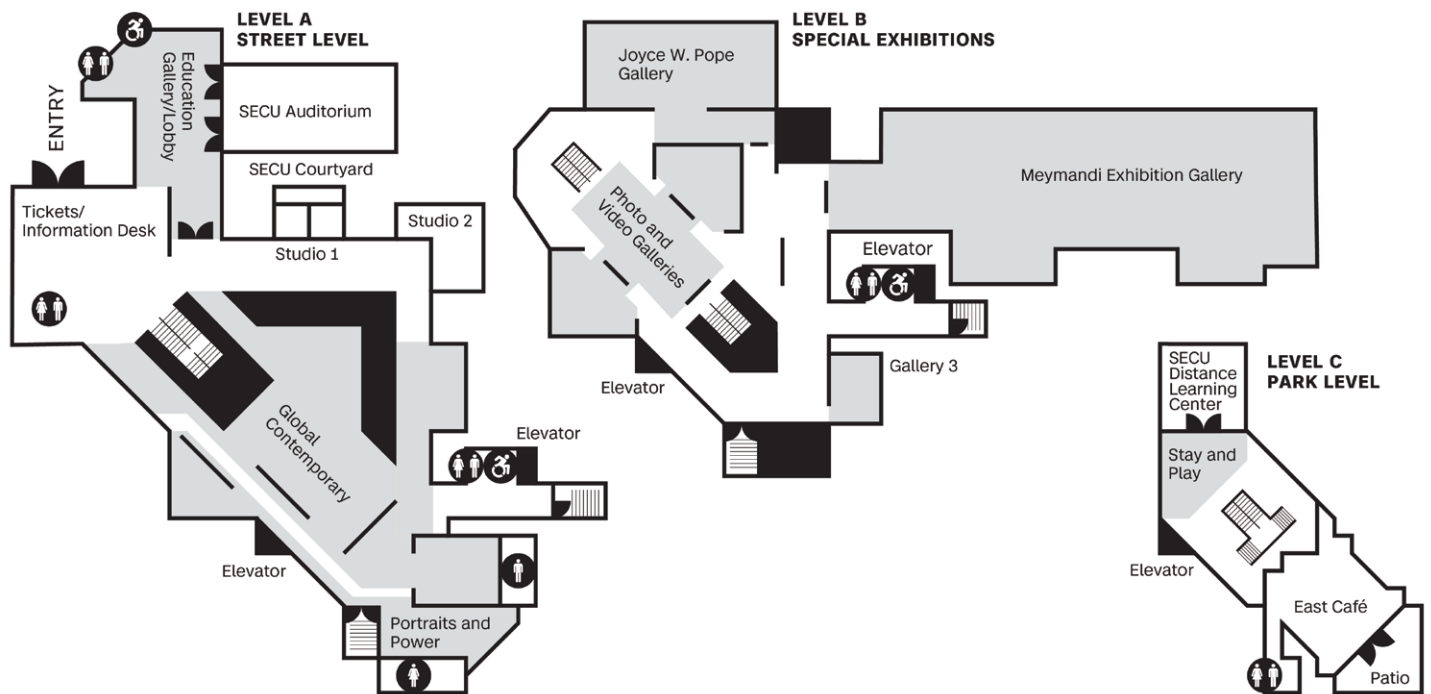 LEVEL A
STREET LEVEL
Education
Gallery/Lobby
SECU Auditorium
ENTRY
SECU Courtyard
Tickets/
Information Desk
Studio 1
Studio 2
Global
Contemporary
Elevator
Elevator
Portraits and
Power
LEVEL B
SPECIAL EXHIBITIONS
Joyce W. Pope
Gallery
Meymandi Exhibition Gallery
Photo and
Video Galleries
Elevator
Elevator
Gallery 3
LEVEL C
PARK LEVEL
SECU
Distance
Learning
Center
Stay and
Play
Elevator
East Café
Patio